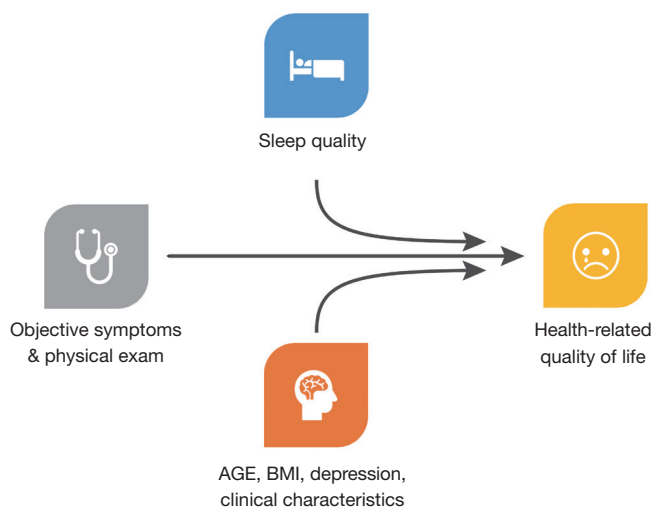 Sleep quality
Objective symptoms
& physical exam
Health-related
quality of life
AGE, BMI, depression,
clinical characteristics